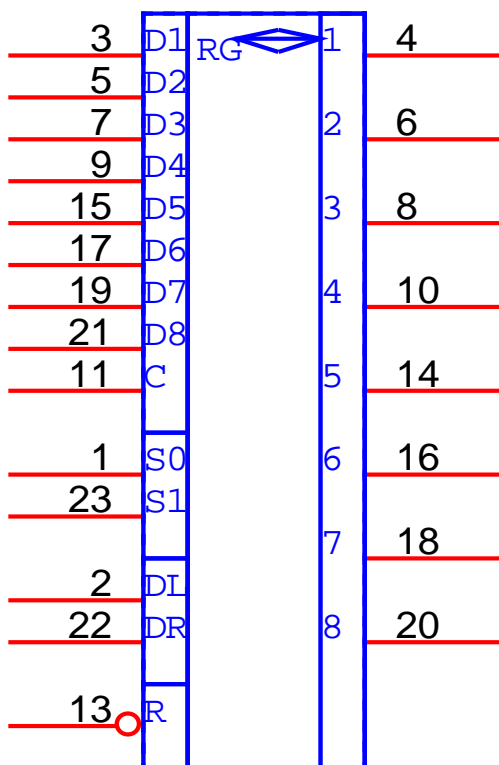 3 D1 RG 1 4
5 D2
7 D3 2 6
9 D4
15 D5 3 8
17 D6
19 D7 4 10
21 D8
11 C 5 14
1 S0 6 16
23 S1
7 18
2 DL
22 DR 8 20
13 R